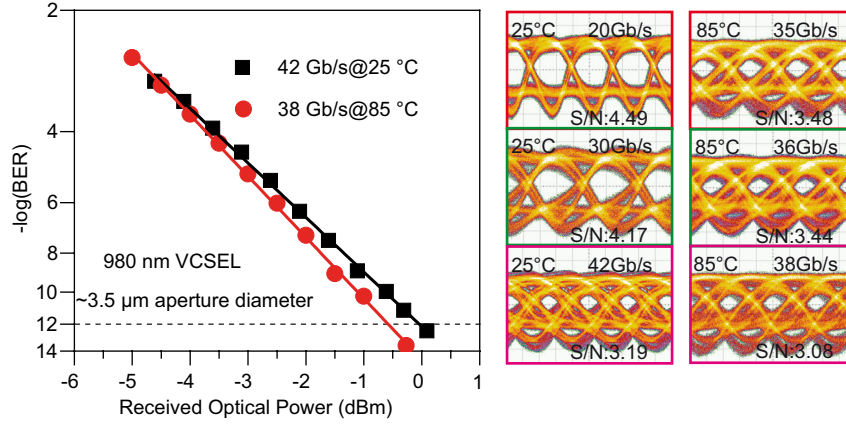 2
4
6
8
10
12
14
-log(BER)
42 Gb/s@25 °C
38 Gb/s@85 °C
980 nm VCSEL
~3.5 µm aperture diameter
-6 -5 -4 -3 -2 -1 0 1
Received Optical Power (dBm)
25°C 20Gb/s
S/N:4.49
25°C 30Gb/s
S/N:4.17
25°C 42Gb/s
S/N:3.19
85°C 35Gb/s
S/N:3.48
85°C 36Gb/s
S/N:3.44
85°C 38Gb/s
S/N:3.08